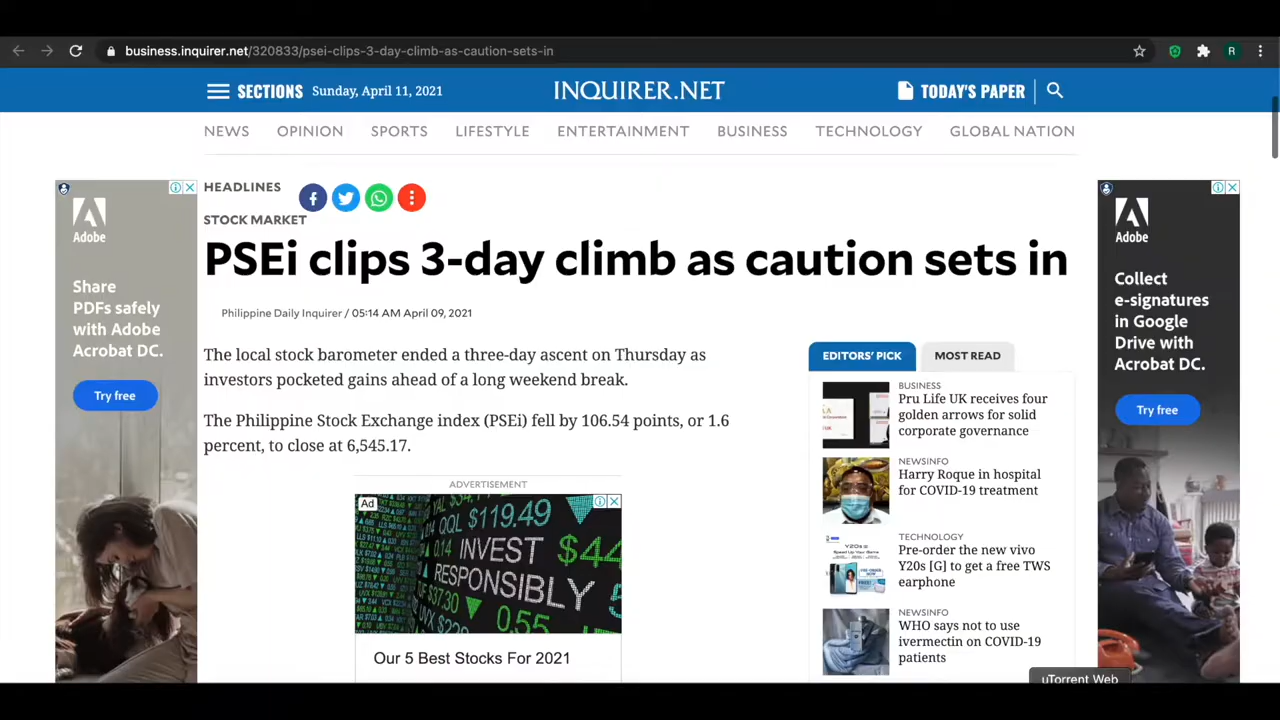 business.inquirer.net/320833/psei-clips-3-day-climb-as-caution-sets-in
R
SECTIONS Sunday, April 11, 2021 INQUIRER.NET TODAY'S PAPER
NEWS OPINION SPORTS LIFESTYLE ENTERTAINMENT BUSINESS TECHNOLOGY GLOBAL NATION
HEADLINES
STOCK MARKET
PSEi clips 3-day climb as caution sets in
Philippine Daily Inquirer / 05:14 AM April 09, 2021
The local stock barometer ended a three-day ascent on Thursday as
investors pocketed gains ahead of a long weekend break.
The Philippine Stock Exchange index (PSEi) fell by 106.54 points, or 1.6
percent, to close at 6,545.17.
ADVERTISEMENT
Ad
QQL $119.49
0.14 INVEST $44
RESPONSIBLY
$37.30 0.55
Our 5 Best Stocks For 2021
EDITORS' PICK MOST READ
BUSINESS
Pru Life UK receives four
golden arrows for solid
corporate governance
NEWSINFO
Harry Roque in hospital
for COVID-19 treatment
TECHNOLOGY
Pre-order the new vivo
Y20s [G] to get a free TWS
earphone
NEWSINFO
WHO says not to use
ivermectin on COVID-19
patients
Adobe
Share
PDFs safely
with Adobe
Acrobat DC.
Try free
Adobe
Collect
e-signatures
in Google
Drive with
Acrobat DC.
Try free
uTorrent Web